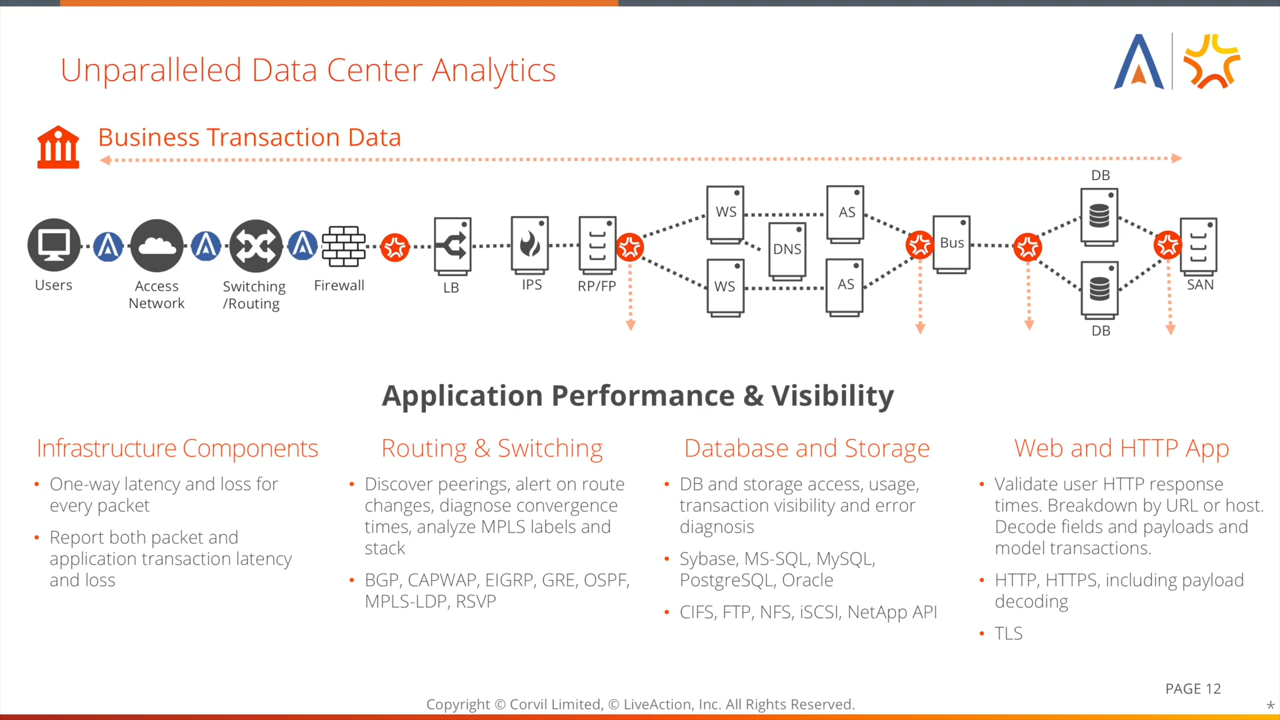 Unparalleled Data Center Analytics
Business Transaction Data
Users
Access
Network
Switching
/Routing
Firewall
LB
IPS
RP/FP
WS
WS
DNS
AS
AS
Bus
DB
DB
SAN
Application Performance & Visibility
Infrastructure Components
• One-way latency and loss for
every packet
• Report both packet and
application transaction latency
and loss
Routing & Switching
• Discover peerings, alert on route
changes, diagnose convergence
times, analyze MPLS labels and
stack
• BGP, CAPWAP, EIGRP, GRE, OSPF,
MPLS-LDP, RSVP
Database and Storage
• DB and storage access, usage,
transaction visibility and error
diagnosis
• Sybase, MS-SQL, MySQL,
PostgreSQL, Oracle
• CIFS, FTP, NFS, iSCSI, NetApp API
Web and HTTP App
• Validate user HTTP response
times. Breakdown by URL or host.
Decode fields and payloads and
model transactions.
• HTTP, HTTPS, including payload
decoding
• TLS
PAGE 12
Copyright © Corvil Limited, © LiveAction, Inc. All Rights Reserved.
*